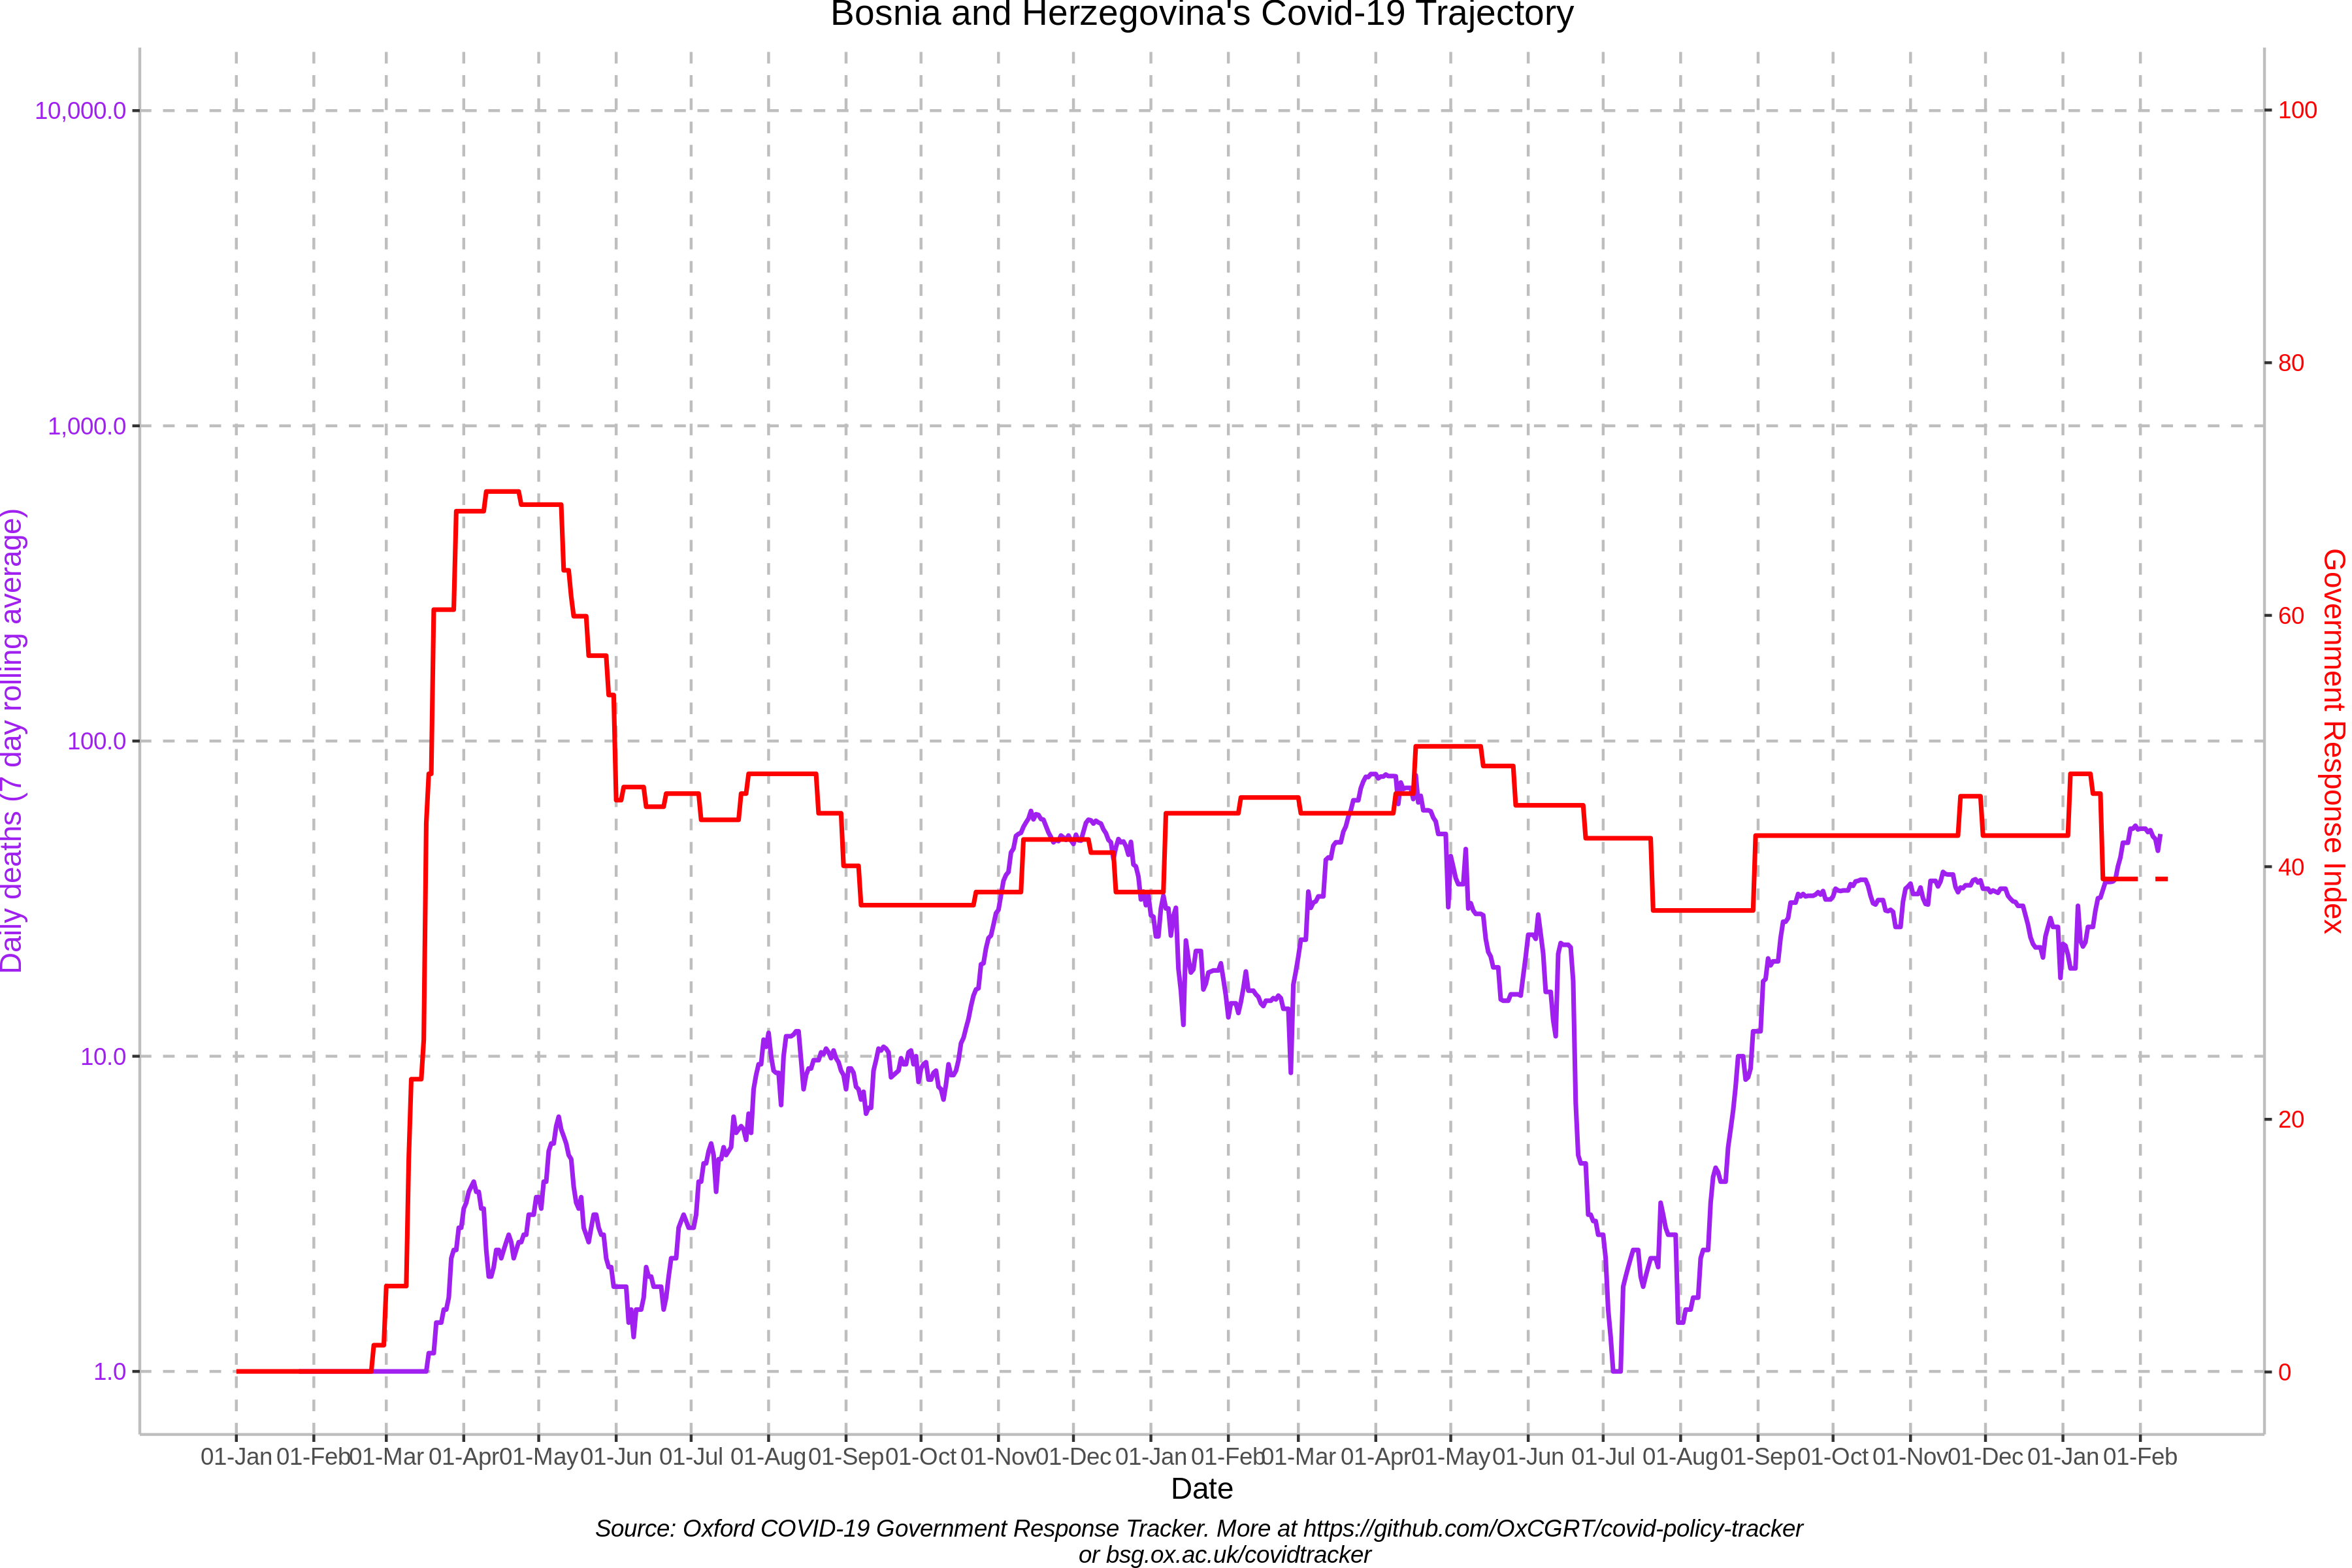 Bosnia and Herzegovina's Covid-19 Trajectory
Daily deaths (7 day rolling average)
10,000.0
1,000.0
100.0
10.0
1.0
100
80
60
40
20
0
Government Response Index
01-Jan 01-Feb 01-Mar 01-Apr 01-May 01-Jun 01-Jul 01-Aug 01-Sep 01-Oct 01-Nov 01-Dec 01-Jan 01-Feb 01-Mar 01-Apr 01-May 01-Jun 01-Jul 01-Aug 01-Sep 01-Oct 01-Nov 01-Dec 01-Jan 01-Feb
Date
Source: Oxford COVID-19 Government Response Tracker. More at https://github.com/OxCGRT/covid-policy-tracker
or bsg.ox.ac.uk/covidtracker